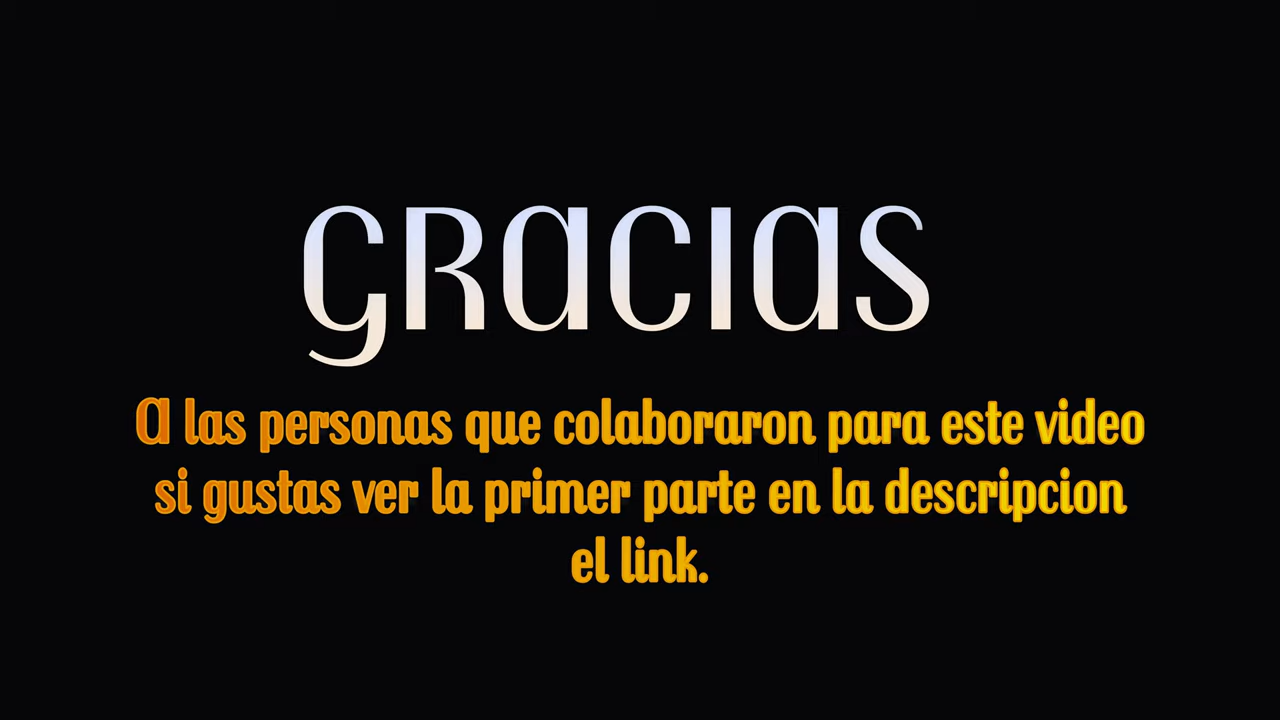 GRACIAS
A las personas que colaboraron para este video
si gustas ver la primer parte en la descripcion
el link.